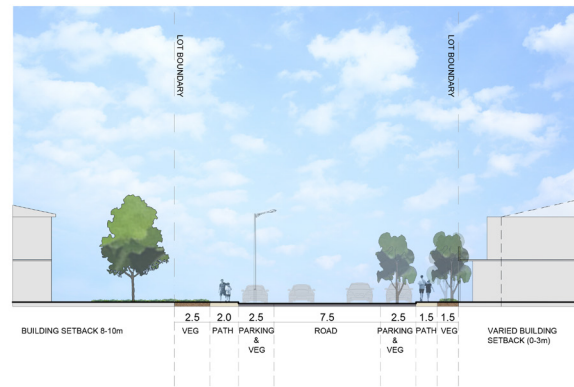 LOT BOUNDARY
LOT BOUNDARY
2.5 2.0 2.5 7.5 2.5 1.5 1.5
BUILDING SETBACK 8-10m
VEG
PATH
PARKING
&
VEG
ROAD
PARKING
&
VEG
PATH
VEG
VARIED BUILDING
SETBACK (0-3m)